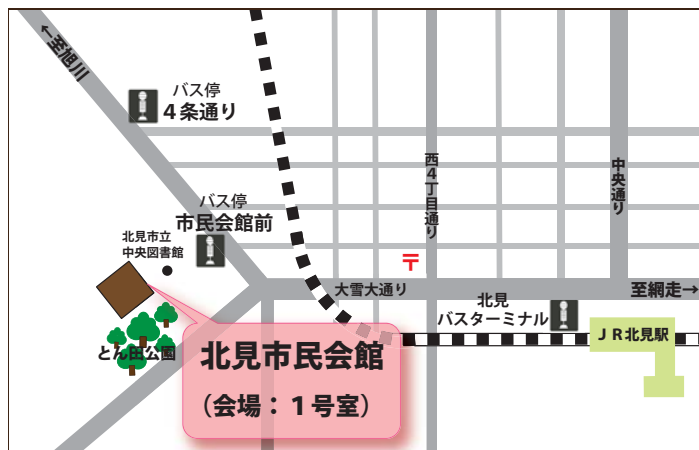 ←至旭川
バス停
４条通り
バス停
市民会館前
北見市立
中央図書館
とん田公園
北見市民会館
（会場：１号室）
西４丁目通り
中央通り
〒
大雪大通り
至網走→
北見
バスターミナル
ＪＲ北見駅